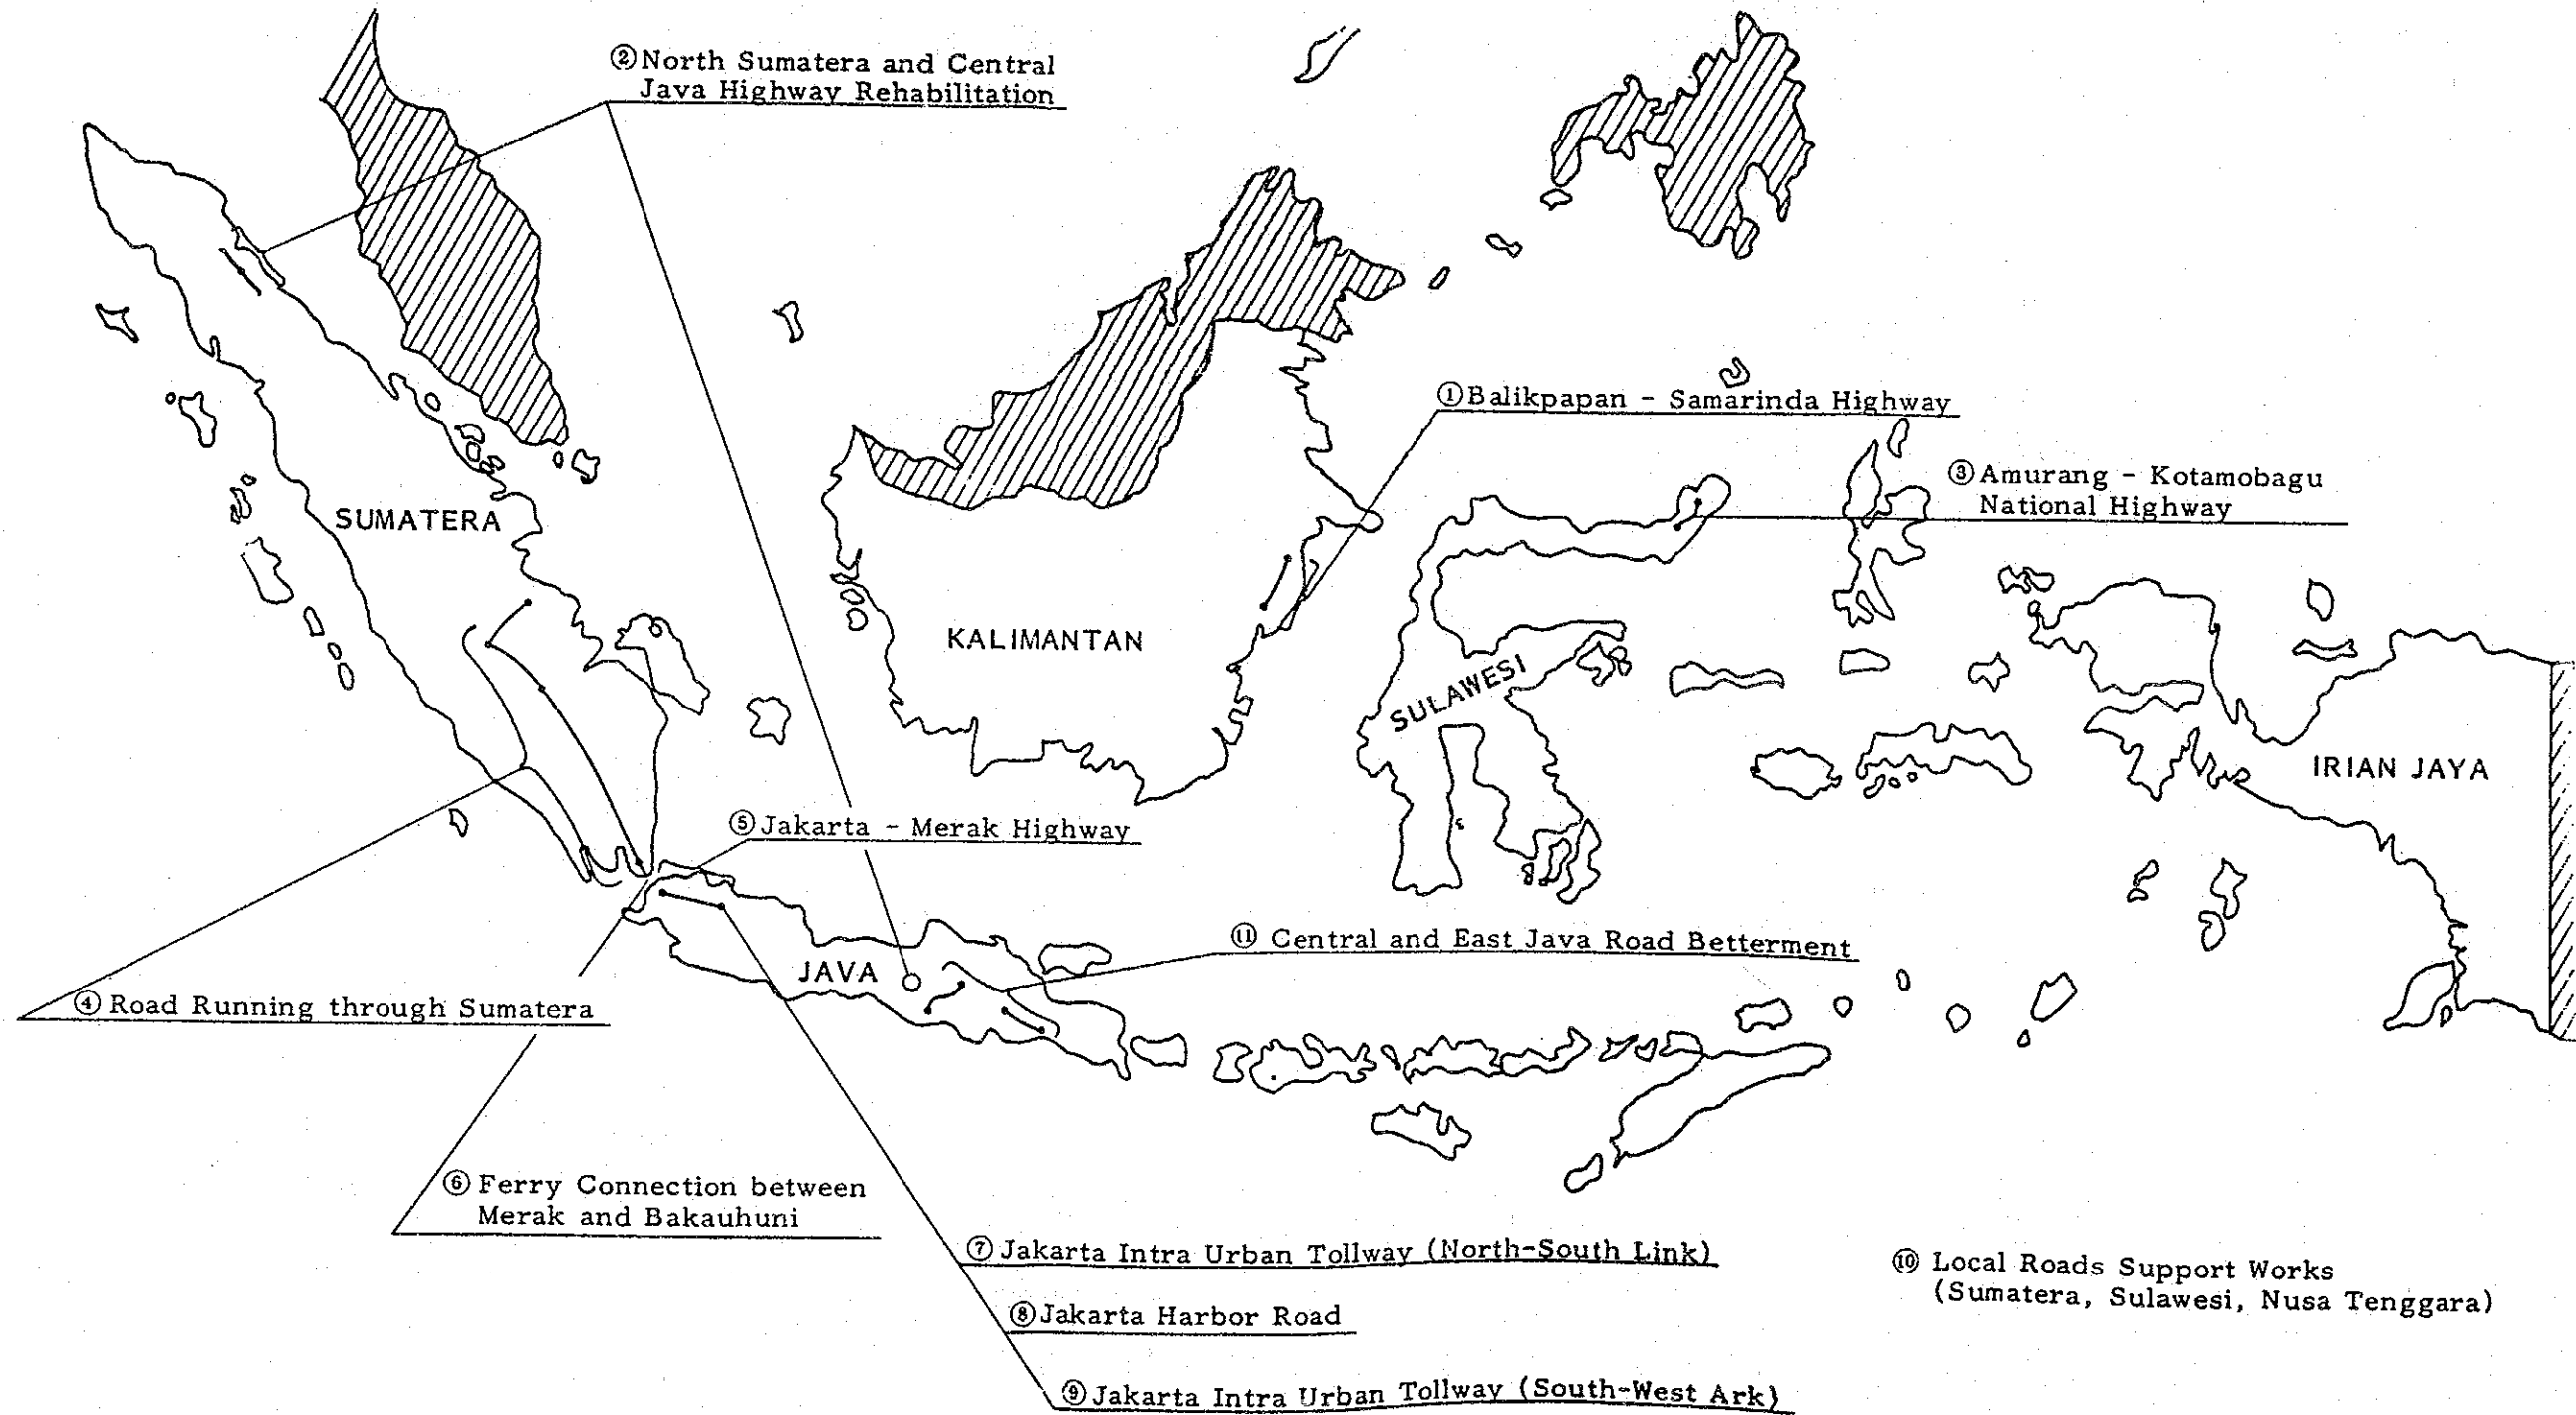 ②North Sumatera and Central
Java Highway Rehabilitation
①Balikpapan - Samarinda Highway
③Amurang - Kotamobagu
National Highway
SUMATERA
KALIMANTAN
SULAWESI
IRIAN JAYA
⑤Jakarta - Merak Highway
⑪ Central and East Java Road Betterment
JAVA
④Road Running through Sumatera
⑥Ferry Connection between
Merak and Bakauhuni
⑦Jakarta Intra Urban Tollway (North-South Link)
⑩ Local Roads Support Works
(Sumatera, Sulawesi, Nusa Tenggara)
⑧Jakarta Harbor Road
⑨Jakarta Intra Urban Tollway (South-West Ark)